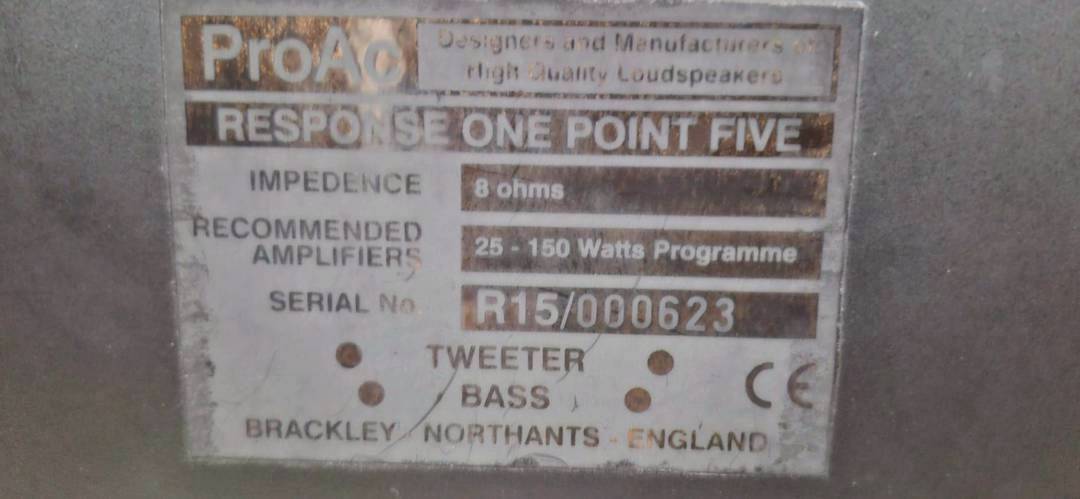 ProAc
Designers and Manufacturers of
High Quality Loudspeakers
RESPONSE ONE POINT FIVE
IMPEDENCE 8 ohms
RECOMMENDED
AMPLIFIERS 25 - 150 Watts Programme
SERIAL No. R15/000623
TWEETER
BASS
CE
BRACKLEY - NORTHANTS - ENGLAND